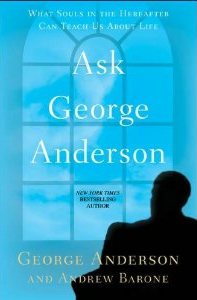 WHAT SOULS IN THE HEREAFTER
CAN TEACH US ABOUT LIFE
Ask
George
Anderson
NEW YORK TIMES
BESTSELLING
AUTHOR
GEORGE ANDERSON
AND ANDREW BARONE